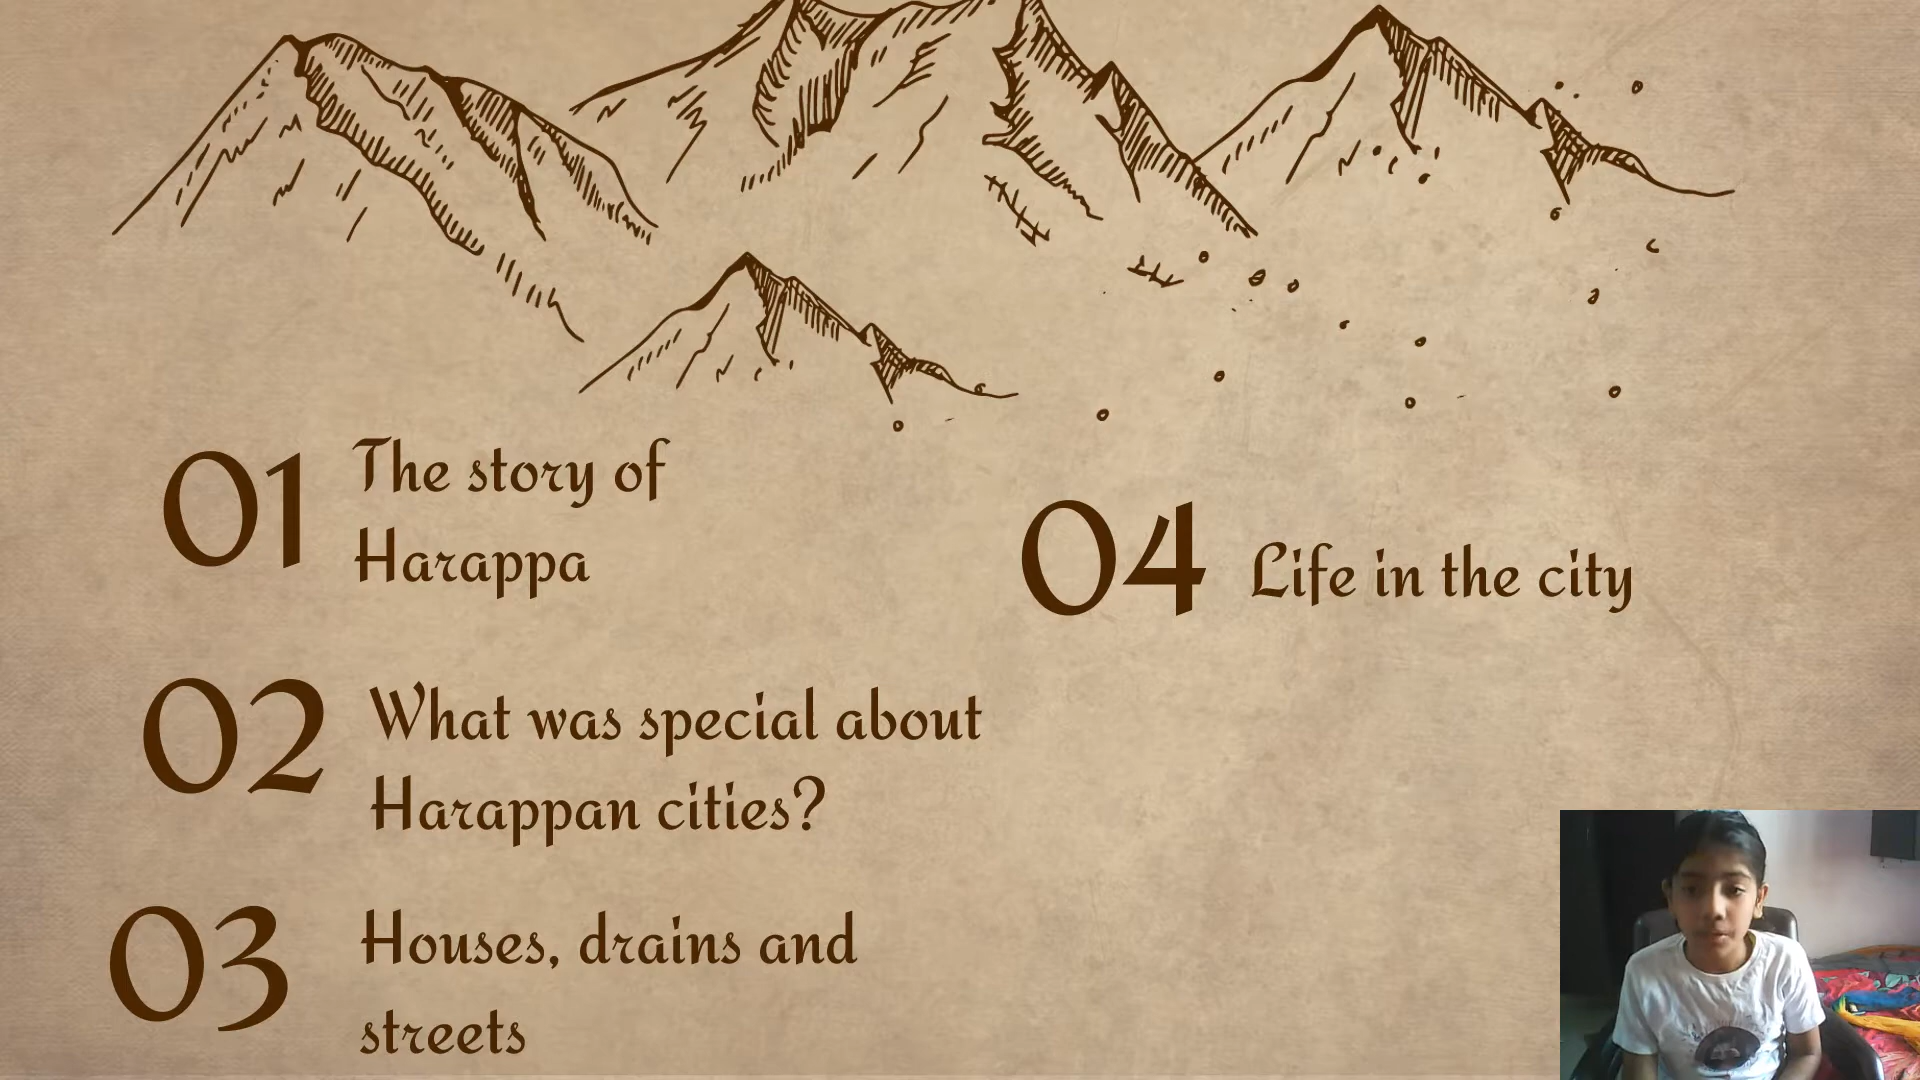 01
The story of
Harappa
02
What was special about
Harappan cities?
03
Houses, drains and
streets
04
Life in the city